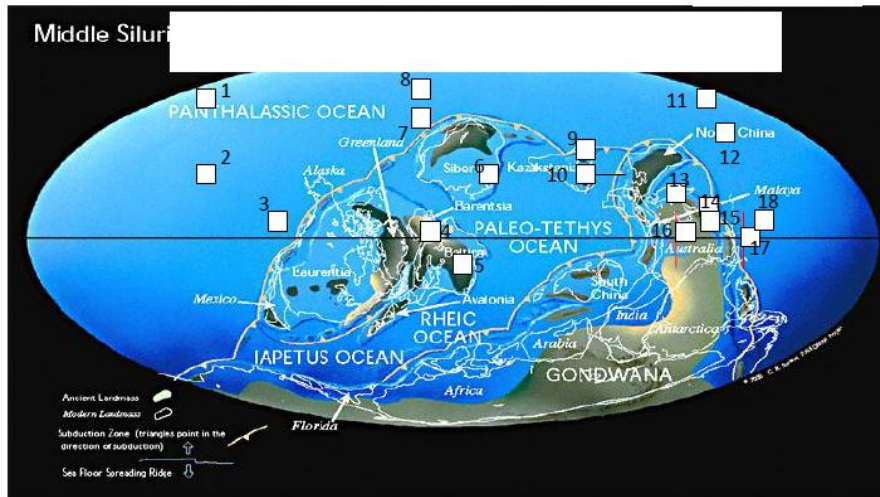 Middle Siluri
8
1
11
PANTHALASSIC OCEAN
7
Greenland
No China
9
12
2
Alaska
Siber
6
Kazakstan
10
13
Malaya
3
Barentsia
14
15
18
4
PALEO-TETHYS
OCEAN
16
17
Australia
Baltica
5
Laurentia
South
China
Mexico
Avalonia
India
RHEIC
OCEAN
Antarctica
IAPETUS OCEAN
Arabia
GONDWANA
Africa
Florida
Ancient Landmass
Modern Landmass
Subduction Zone (triangles point in the
direction of subduction)
Sea Floor Spreading Ridge